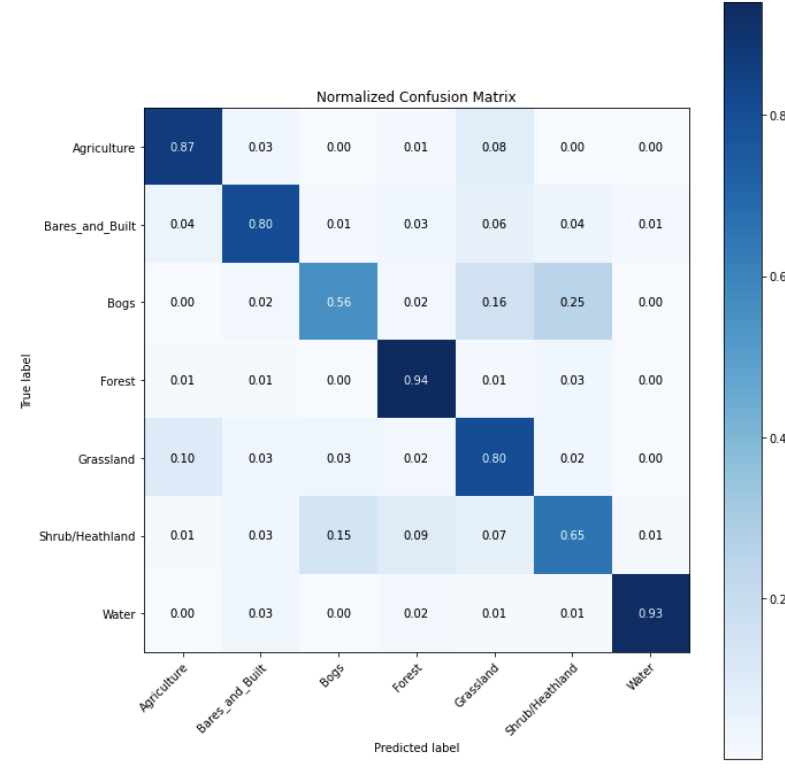 Normalized Confusion Matrix
Agriculture 0.87 0.03 0.00 0.01 0.08 0.00 0.00
Bares_and_Built 0.04 0.80 0.01 0.03 0.06 0.04 0.01
Bogs 0.00 0.02 0.56 0.02 0.16 0.25 0.00
Forest 0.01 0.01 0.00 0.94 0.01 0.03 0.00
Grassland 0.10 0.03 0.03 0.02 0.80 0.02 0.00
Shrub/Heathland 0.01 0.03 0.15 0.09 0.07 0.65 0.01
Water 0.00 0.03 0.00 0.02 0.01 0.01 0.93
True label
Agriculture Bares_and_Built Bogs Forest Grassland Shrub/Heathland Water
Predicted label
0.8
0.6
0.4
0.2